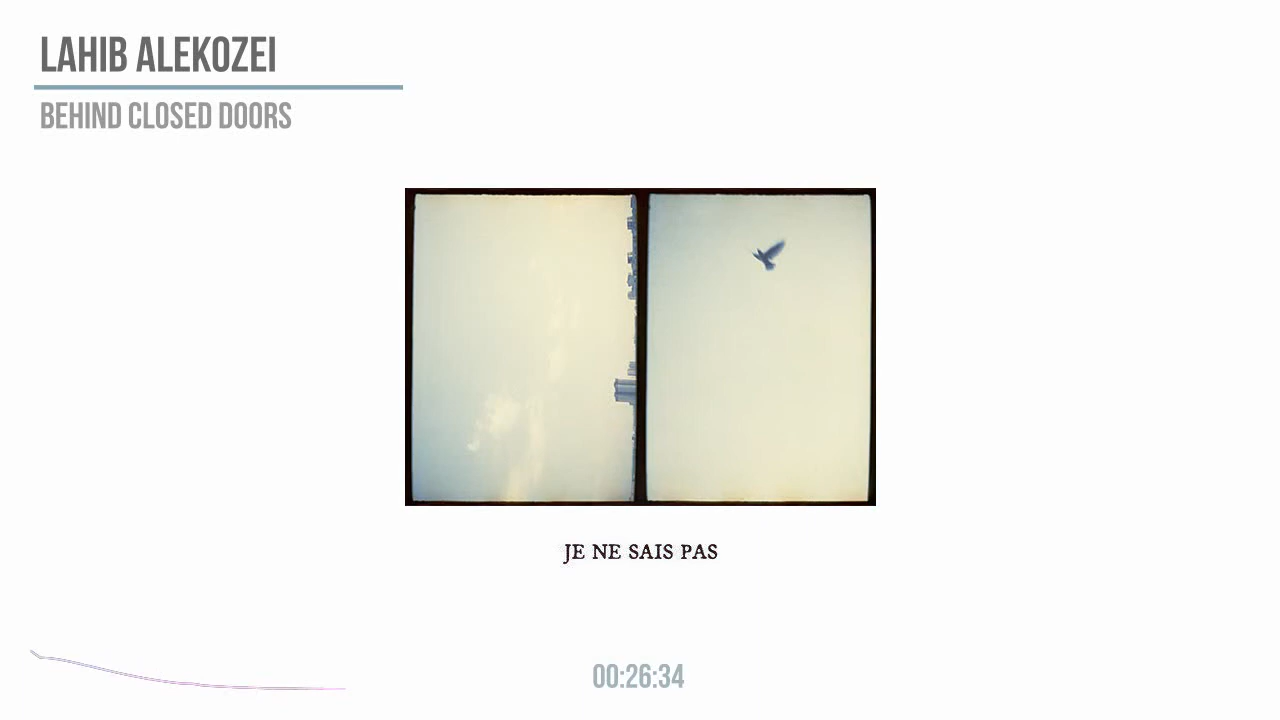 LAHIB ALEKOZEI
BEHIND CLOSED DOORS
JE NE SAIS PAS
00:26:34